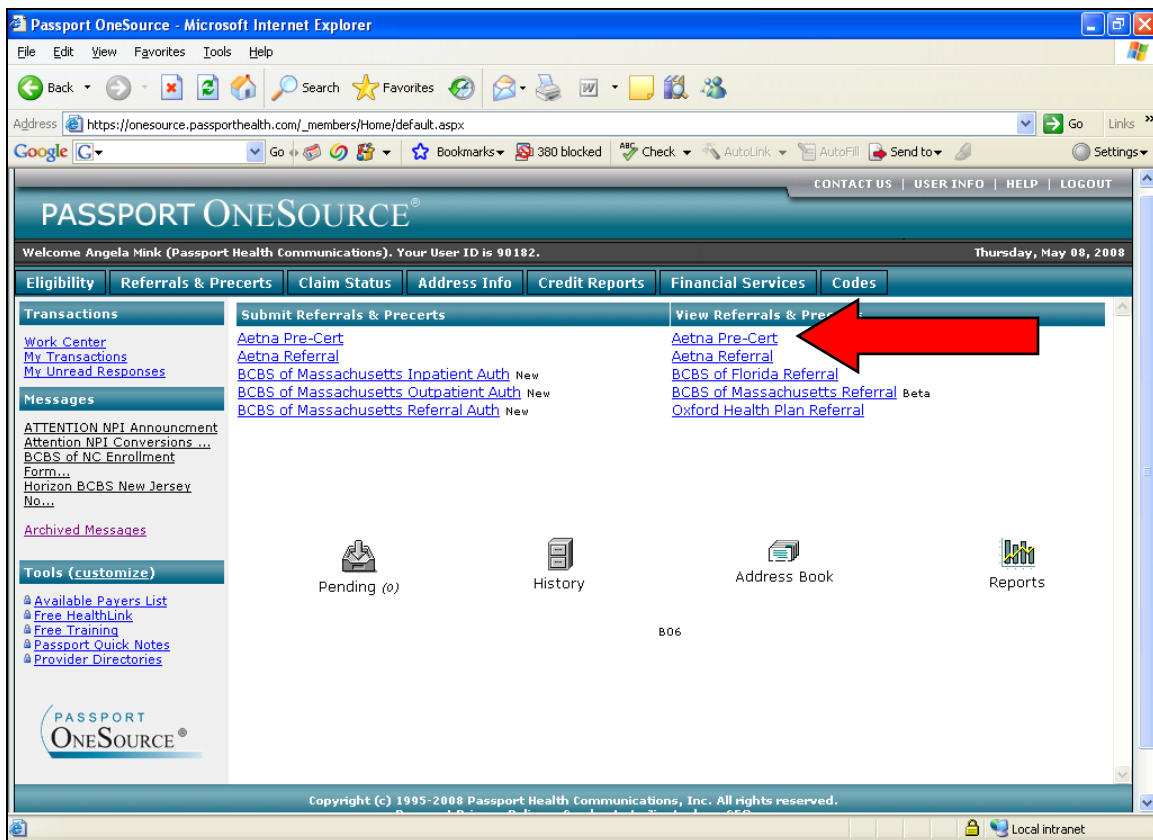 Passport OneSource - Microsoft Internet Explorer
File Edit View Favorites Tools Help
Back Search Favorites
Address https://onesource.passporthealth.com/_members/Home/default.aspx Go Links »
Google G Go Bookmarks 380 blocked ABC Check AutoLink AutoFill Send to Settings
CONTACT US | USER INFO | HELP | LOGOUT
PASSPORT ONESOURCE®
Welcome Angela Mink (Passport Health Communications). Your User ID is 90182. Thursday, May 08, 2008
Eligibility Referrals & Precerts Claim Status Address Info Credit Reports Financial Services Codes
Transactions
Work Center
My Transactions
My Unread Responses
Messages
ATTENTION NPI Announcment
Attention NPI Conversions ...
BCBS of NC Enrollment
Form...
Horizon BCBS New Jersey
No...
Archived Messages
Tools (customize)
Available Payers List
Free HealthLink
Free Training
Passport Quick Notes
Provider Directories
PASSPORT
ONESOURCE®
Submit Referrals & Precerts
Aetna Pre-Cert
Aetna Referral
BCBS of Massachusetts Inpatient Auth New
BCBS of Massachusetts Outpatient Auth New
BCBS of Massachusetts Referral Auth New
View Referrals &
Aetna Pre-Cert
Aetna Referral
BCBS of Florida Referral
BCBS of Massachusetts Referral Beta
Oxford Health Plan Referral
Pending (0) History Address Book Reports
B06
Copyright (c) 1995-2008 Passport Health Communications, Inc. All rights reserved.
Local intranet